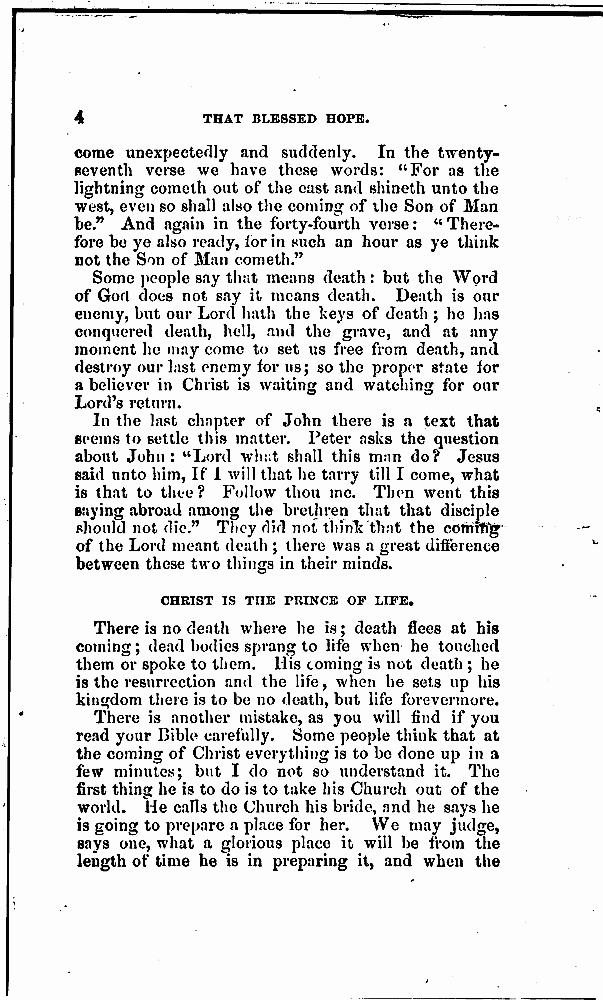 4 THAT BLESSED HOPE.
come unexpectedly and suddenly. In the twenty-
seventh verse we have these words: “For as the
lightning cometh out of the east and shineth unto the
west, even so shall also the coming of the Son of Man
be.” And again in the forty-fourth verse: “There-
fore be ye also ready, for in such an hour as ye think
not the Son of Man cometh.”
Some people say that means death: but the Word
of God does not say it means death. Death is our
enemy, but our Lord hath the keys of death; he has
conquered death, hell, and the grave, and at any
moment he may come to set us free from death, and
destroy our last enemy for us; so the proper state for
a believer in Christ is waiting and watching for our
Lord’s return.
In the last chapter of John there is a text that
seems to settle this matter. Peter asks the question
about John: “Lord what shall this man do? Jesus
said unto him, If I will that he tarry till I come, what
is that to thee? Follow thou me. Then went this
saying abroad among the brethren that that disciple
should not die.” They did not think that the coming
of the Lord meant death; there was a great difference
between these two things in their minds.
CHRIST IS THE PRINCE OF LIFE.
There is no death where he is; death flees at his
coming; dead bodies sprang to life when he touched
them or spoke to them. His coming is not death; he
is the resurrection and the life, when he sets up his
kingdom there is to be no death, but life forevermore.
There is another mistake, as you will find if you
read your Bible carefully. Some people think that at
the coming of Christ everything is to be done up in a
few minutes; but I do not so understand it. The
first thing he is to do is to take his Church out of the
world. He calls the Church his bride, and he says he
is going to prepare a place for her. We may judge,
says one, what a glorious place it will be from the
length of time he is in preparing it, and when the